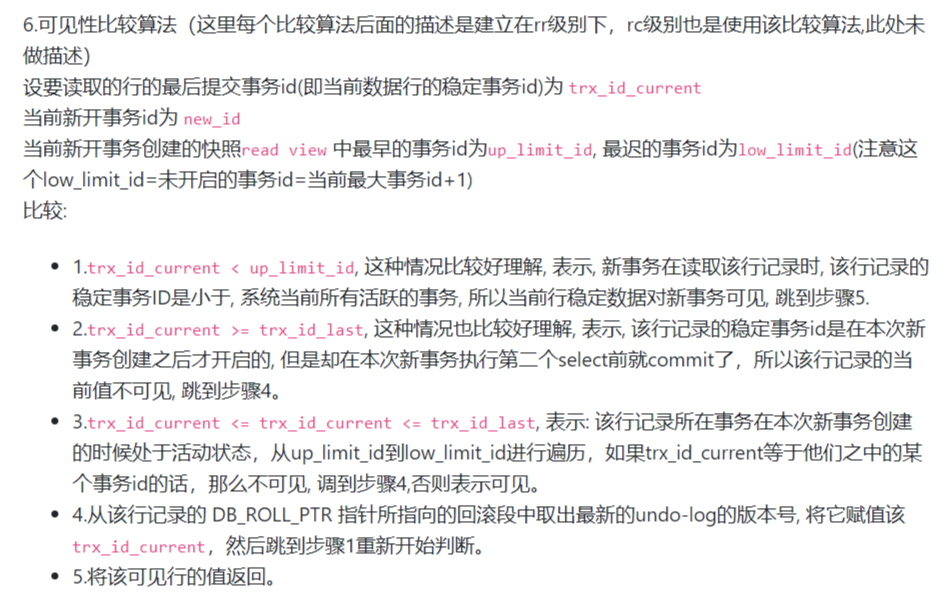 6.可见性比较算法（这里每个比较算法后面的描述是建立在rr级别下，rc级别也是使用该比较算法,此处未
做描述）
设要读取的行的最后提交事务id(即当前数据行的稳定事务id)为 trx_id_current
当前新开事务id为 new_id
当前新开事务创建的快照read view 中最早的事务id为up_limit_id, 最迟的事务id为low_limit_id(注意这
个low_limit_id=未开启的事务id=当前最大事务id+1)
比较:
• 1.trx_id_current < up_limit_id, 这种情况比较好理解, 表示, 新事务在读取该行记录时, 该行记录的
稳定事务ID是小于, 系统当前所有活跃的事务, 所以当前行稳定数据对新事务可见, 跳到步骤5.
• 2.trx_id_current >= trx_id_last, 这种情况也比较好理解, 表示, 该行记录的稳定事务id是在本次新
事务创建之后才开启的, 但是却在本次新事务执行第二个select前就commit了，所以该行记录的当
前值不可见, 跳到步骤4。
• 3.trx_id_current <= trx_id_current <= trx_id_last, 表示: 该行记录所在事务在本次新事务创建
的时候处于活动状态，从up_limit_id到low_limit_id进行遍历，如果trx_id_current等于他们之中的某
个事务id的话，那么不可见, 调到步骤4,否则表示可见。
• 4.从该行记录的 DB_ROLL_PTR 指针所指向的回滚段中取出最新的undo-log的版本号, 将它赋值该
trx_id_current，然后跳到步骤1重新开始判断。
• 5.将该可见行的值返回。